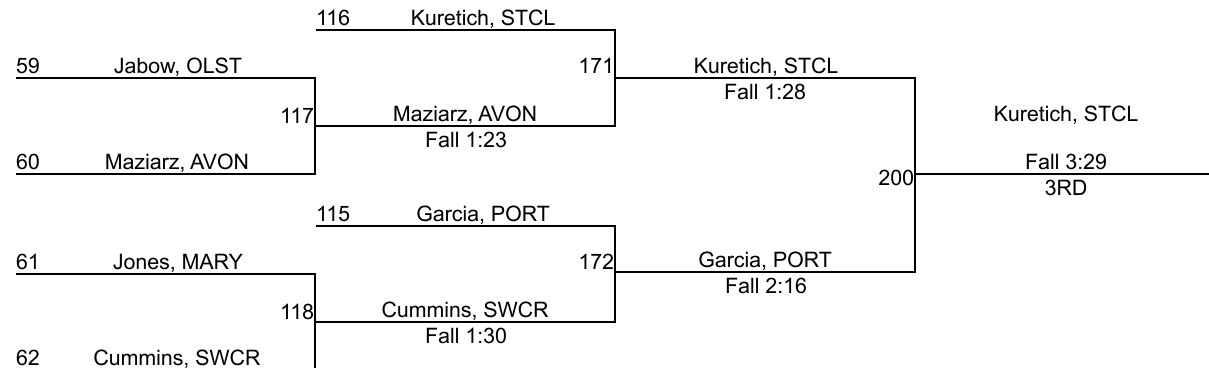 116 Kuretich, STCL
59 Jabow, OLST
171
Kuretich, STCL
Fall 1:28
117
Maziarz, AVON
Fall 1:23
Kuretich, STCL
60 Maziarz, AVON
Fall 3:29
200
3RD
115 Garcia, PORT
61 Jones, MARY
172
Garcia, PORT
Fall 2:16
118
Cummins, SWCR
Fall 1:30
62 Cummins, SWCR